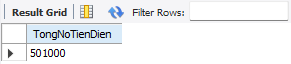 Result Grid Filter Rows:
TongNoTienDien
501000